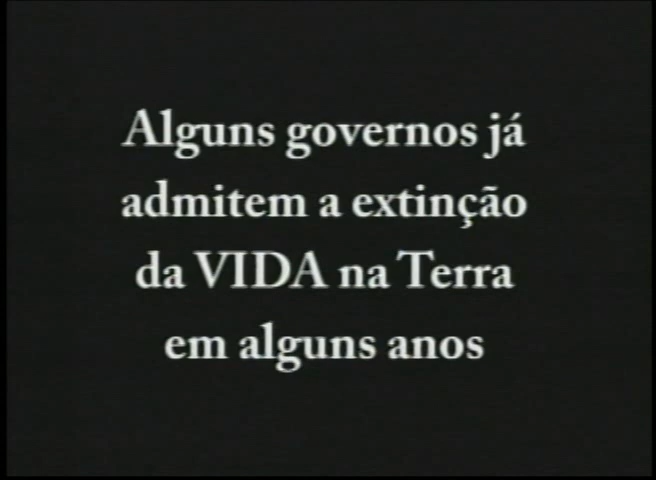 Alguns governos já
admitem a extinção
da VIDA na Terra
em alguns anos